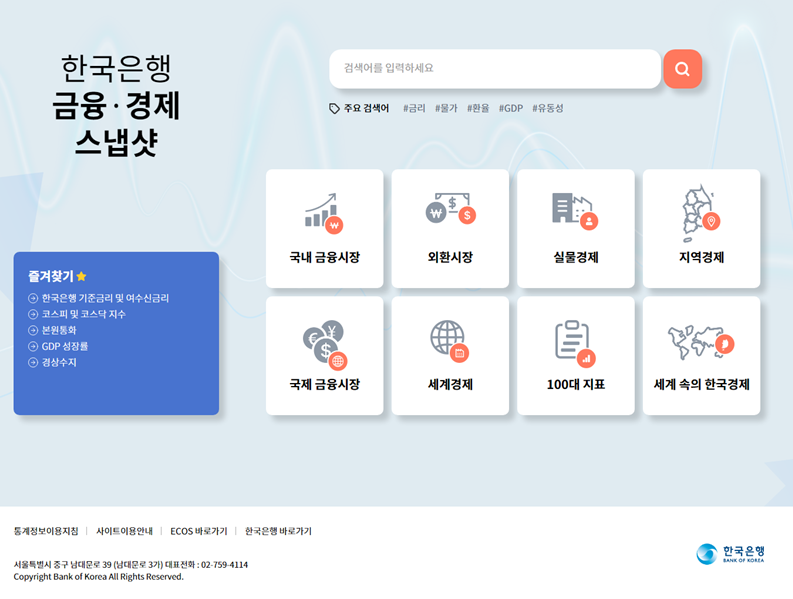 한국은행
금융·경제
스냅샷
검색어를 입력하세요
주요 검색어 #금리 #물가 #환율 #GDP #유동성
국내 금융시장
외환시장
실물경제
지역경제
즐겨찾기
한국은행 기준금리 및 여수신금리
코스피 및 코스닥 지수
본원통화
GDP 성장률
경상수지
국제 금융시장
세계경제
100대 지표
세계 속의 한국경제
통계정보이용지침 | 사이트이용안내 | ECOS 바로가기 | 한국은행 바로가기
서울특별시 중구 남대문로 39 (남대문로 3가) 대표전화 : 02-759-4114
Copyright Bank of Korea All Rights Reserved.
한국은행
BANK OF KOREA